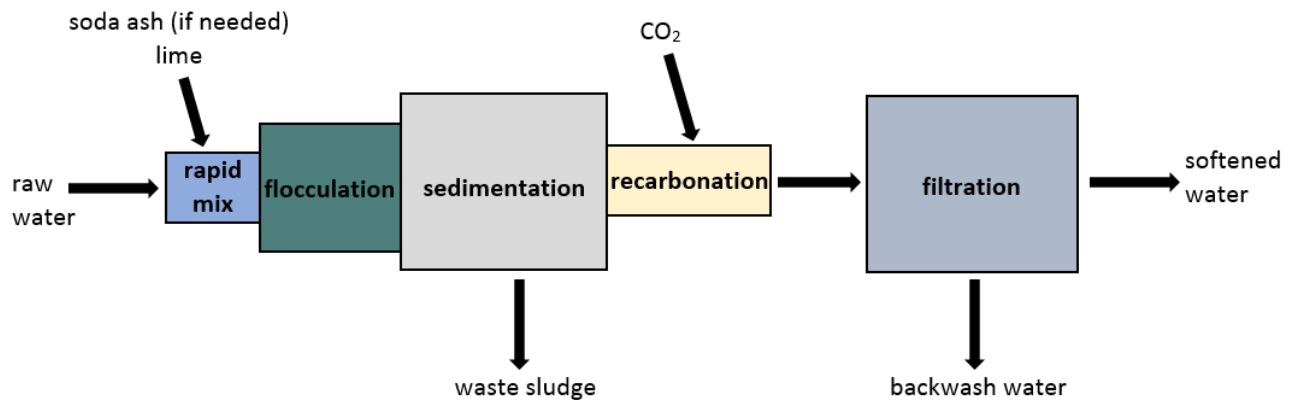 soda ash (if needed)
lime
CO₂
raw
water
rapid
mix
flocculation
sedimentation
recarbonation
filtration
softened
water
waste sludge
backwash water